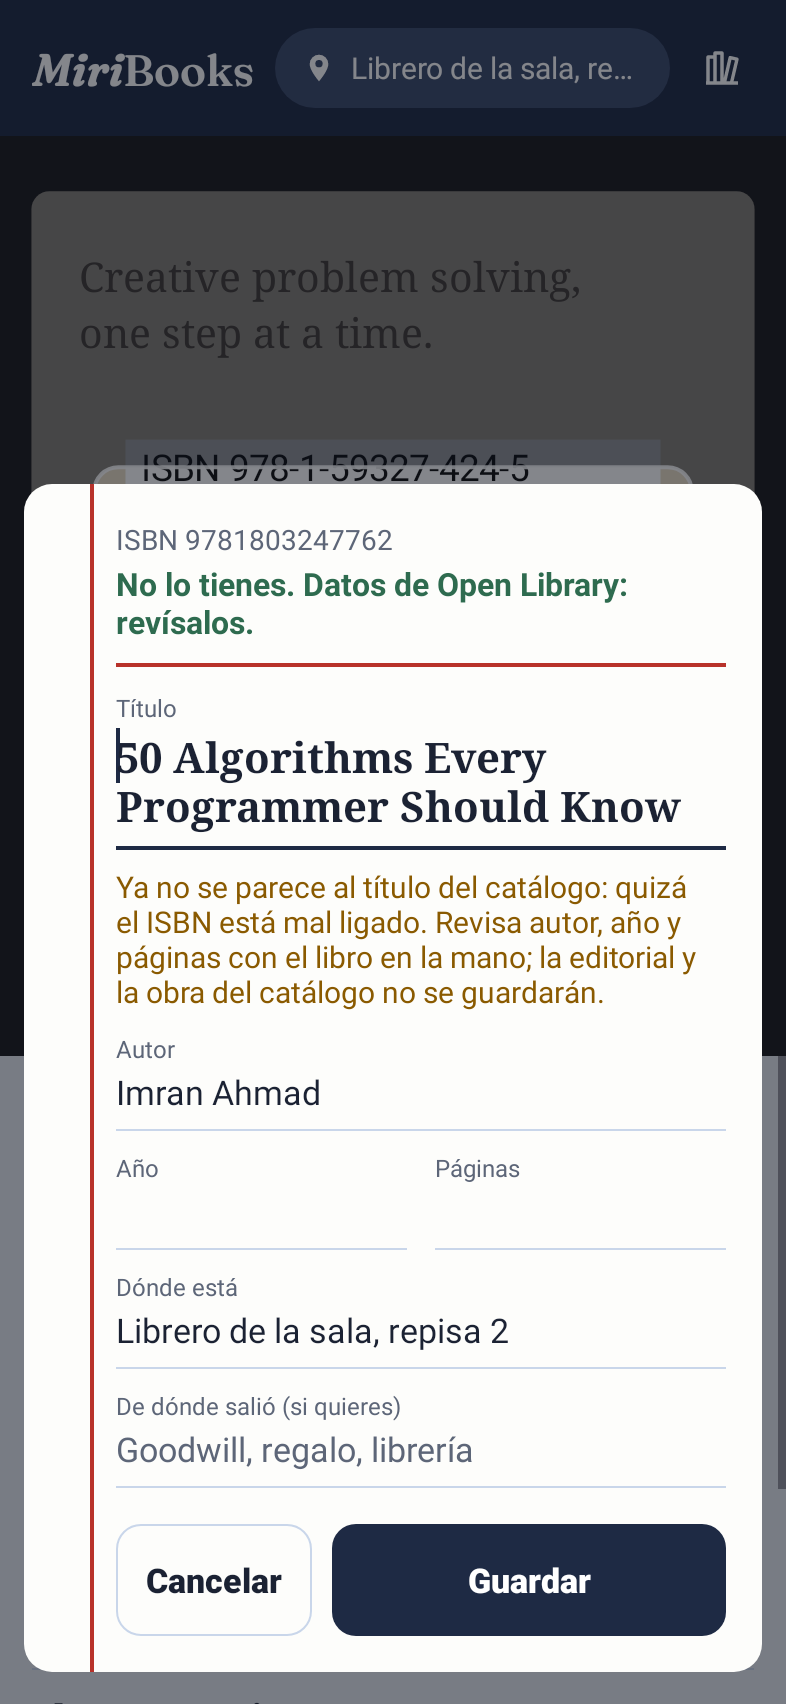 MiriBooks
Librero de la sala, re...
Creative problem solving,
one step at a time.
ISBN 978-1-59327-424-5
ISBN 9781803247762
No lo tienes. Datos de Open Library:
revísalos.
Título
50 Algorithms Every
Programmer Should Know
Ya no se parece al título del catálogo: quizá
el ISBN está mal ligado. Revisa autor, año y
páginas con el libro en la mano; la editorial y
la obra del catálogo no se guardarán.
Autor
Imran Ahmad
Año
Páginas
Dónde está
Librero de la sala, repisa 2
De dónde salió (si quieres)
Goodwill, regalo, librería
Cancelar
Guardar